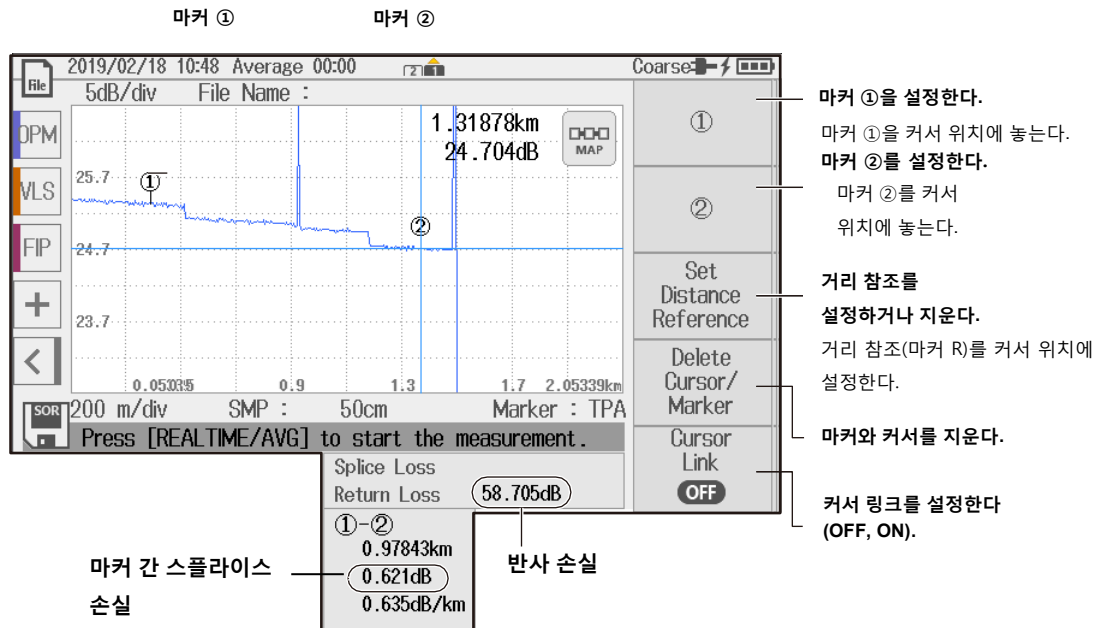 마커 ① 마커 ②
File
2019/02/18 10:48 Average 00:00 2 1 Coarse
5dB/div File Name :
OPM
VLS
FIP
1.31878km
24.704dB
MAP
25.7
24.7
23.7
①
②
0.9 1.3 1.7 2.05339km
200 m/div SMP : 50cm Marker : TPA
SOR
Press [REALTIME/AVG] to start the measurement.
①
②
Set
Distance
Reference
Delete
Cursor/
Marker
Cursor
Link
OFF
Splice Loss
Return Loss 58.705dB
①-②
0.97843km
0.621dB
0.635dB/km
마커 간 스플라이스
손실
반사 손실
마커 ①을 설정한다.
마커 ①을 커서 위치에 놓는다.
마커 ②를 설정한다.
마커 ②를 커서
위치에 놓는다.
거리 참조를
설정하거나 지운다.
거리 참조(마커 R)를 커서 위치에
설정한다.
마커와 커서를 지운다.
커서 링크를 설정한다
(OFF, ON).